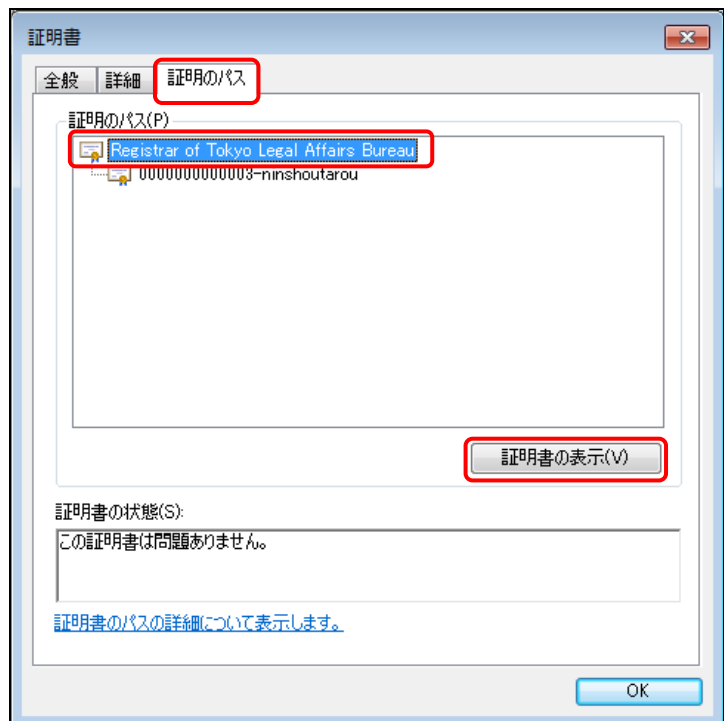 証明書
全般 詳細 証明のパス
証明のパス(P)
Registrar of Tokyo Legal Affairs Bureau
0000000000003-ninshoutarou
証明書の表示(V)
証明書の状態(S):
この証明書は問題ありません。
証明書のパスの詳細について表示します。
OK